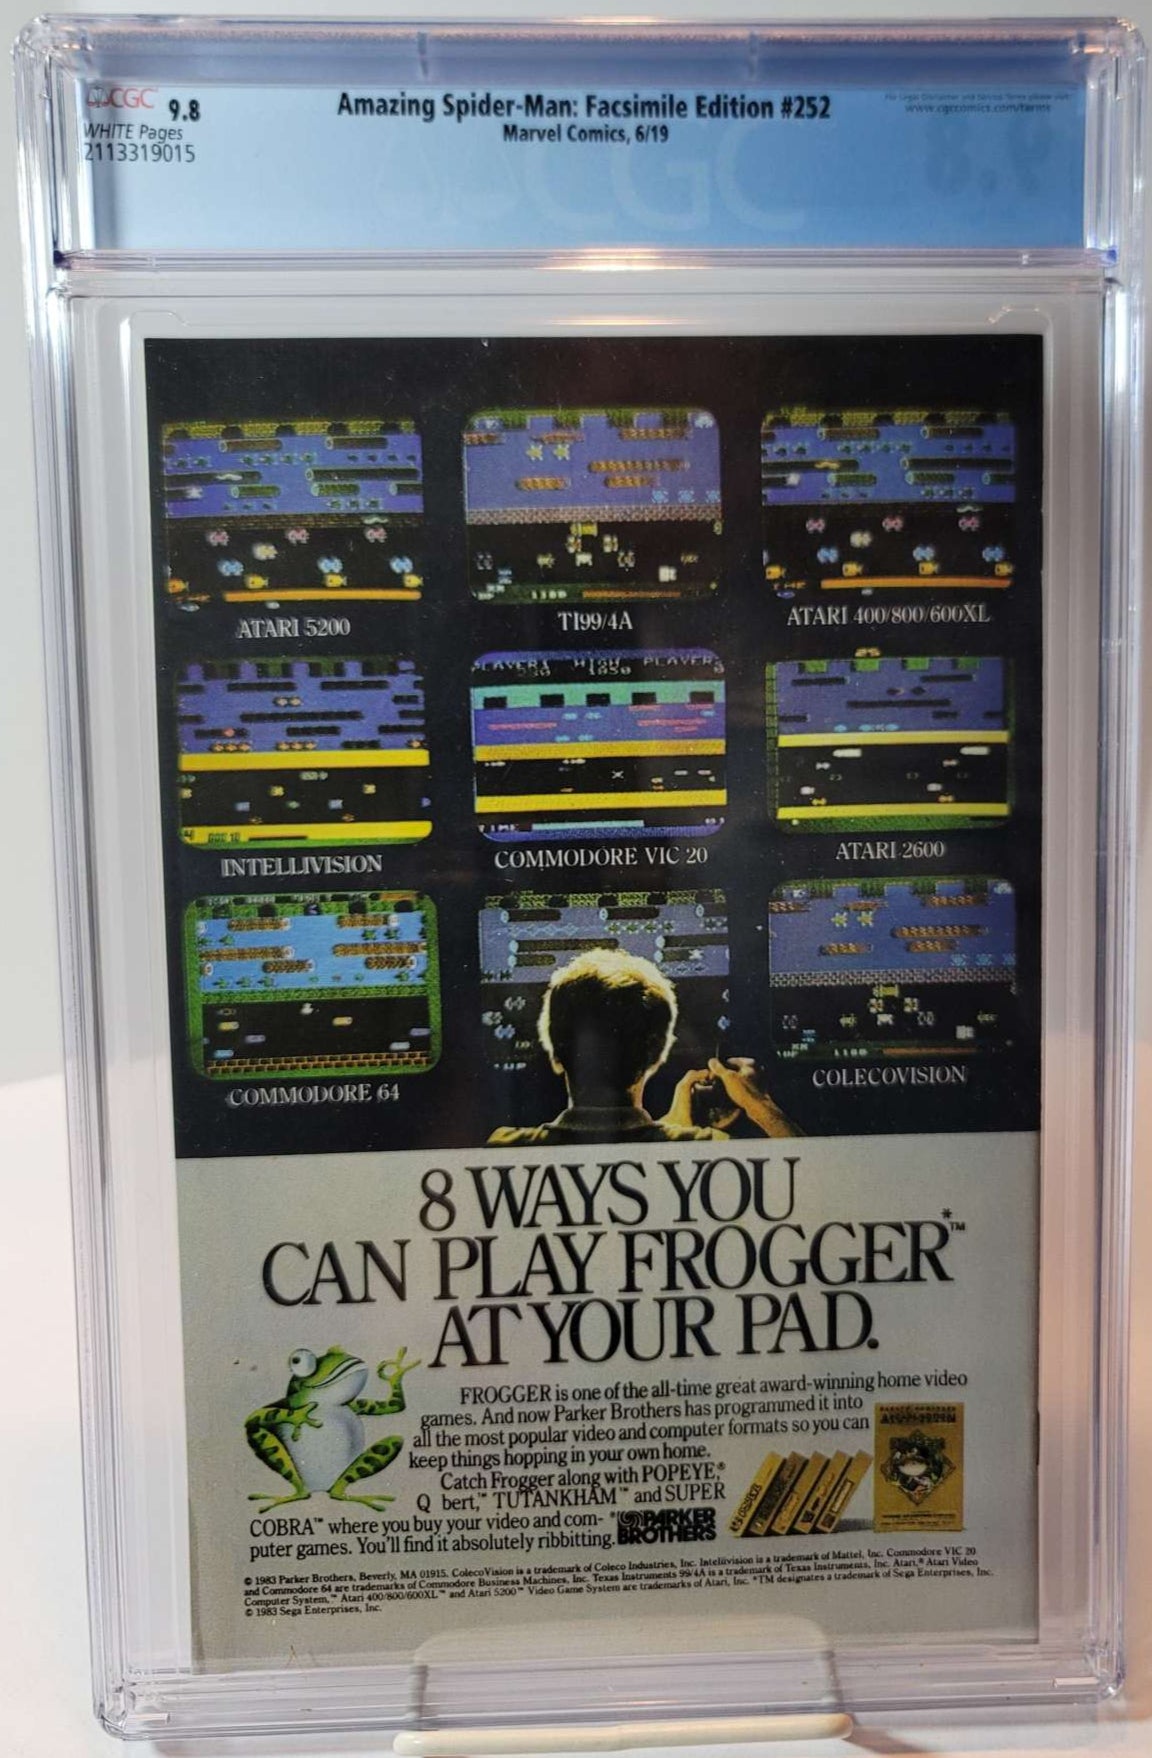 CGC 9.8
WHITE Pages
2113319015
Amazing Spider-Man: Facsimile Edition #252
Marvel Comics, 6/19
www.cgccomics.com/terms
CGC
ATARI 5200
TI99/4A
ATARI 400/800/600XL
PLAYER1 HIGH PLAYER2
TIME
INTELLIVISION
COMMODORE VIC 20
ATARI 2600
COMMODORE 64
COLECOVISION
8 WAYS YOU
CAN PLAY FROGGER*™
AT YOUR PAD.
FROGGER is one of the all-time great award-winning home video
games. And now Parker Brothers has programmed it into
all the most popular video and computer formats so you can
keep things hopping in your own home.
Catch Frogger along with POPEYE,®
Q bert,™ TUTANKHAM™ and SUPER
COBRA™ where you buy your video and com-
puter games. You'll find it absolutely ribbitting.
PARKER
BROTHERS
© 1983 Parker Brothers, Beverly, MA 01915. ColecoVision is a trademark of Coleco Industries, Inc. Intellivision is a trademark of Mattel, Inc. Commodore VIC 20
and Commodore 64 are trademarks of Commodore Business Machines, Inc. Texas Instruments 99/4A is a trademark of Texas Instruments, Inc. Atari,® Atari Video
Computer System,™ Atari 400/800/600XL™ and Atari 5200™ Video Game System are trademarks of Atari, Inc. *TM designates a trademark of Sega Enterprises, Inc.
© 1983 Sega Enterprises, Inc.